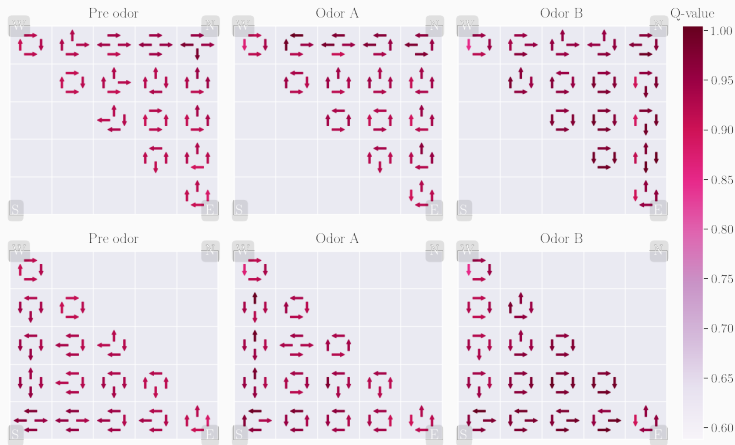 Pre odor
Odor A
Odor B
Q-value
W
N
W
N
W
N
1.00
0.95
0.90
0.85
0.80
0.75
0.70
0.65
0.60
S
E
S
E
S
E
Pre odor
Odor A
Odor B
W
N
W
N
W
N
S
E
S
E
S
E